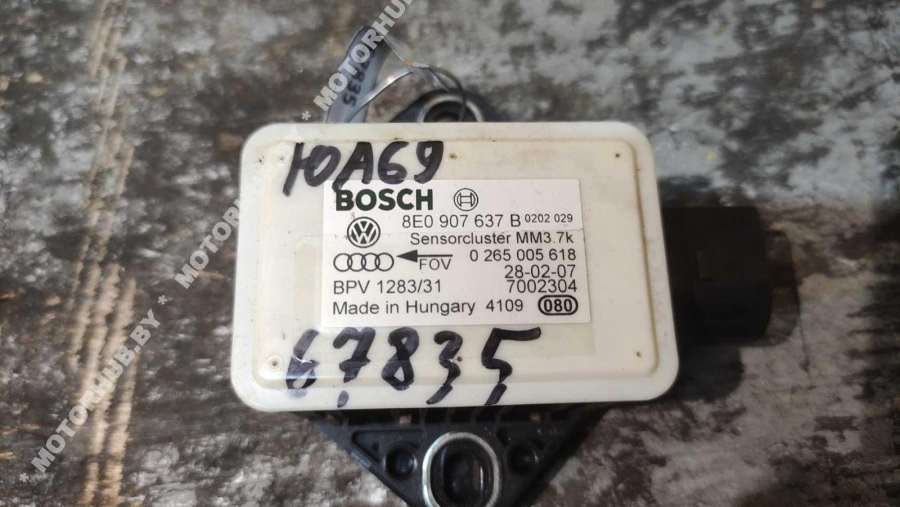 ЮА69
BOSCH
8E0 907 637 B 0202 029
Sensorcluster MM3.7k
FOV 0 265 005 618
28-02-07
BPV 1283/31 7002304
Made in Hungary 4109 080
67835
* MOTORHUB.BY * MOTORHUB.BY
* MOTORHUB.BY * MOTORHUB